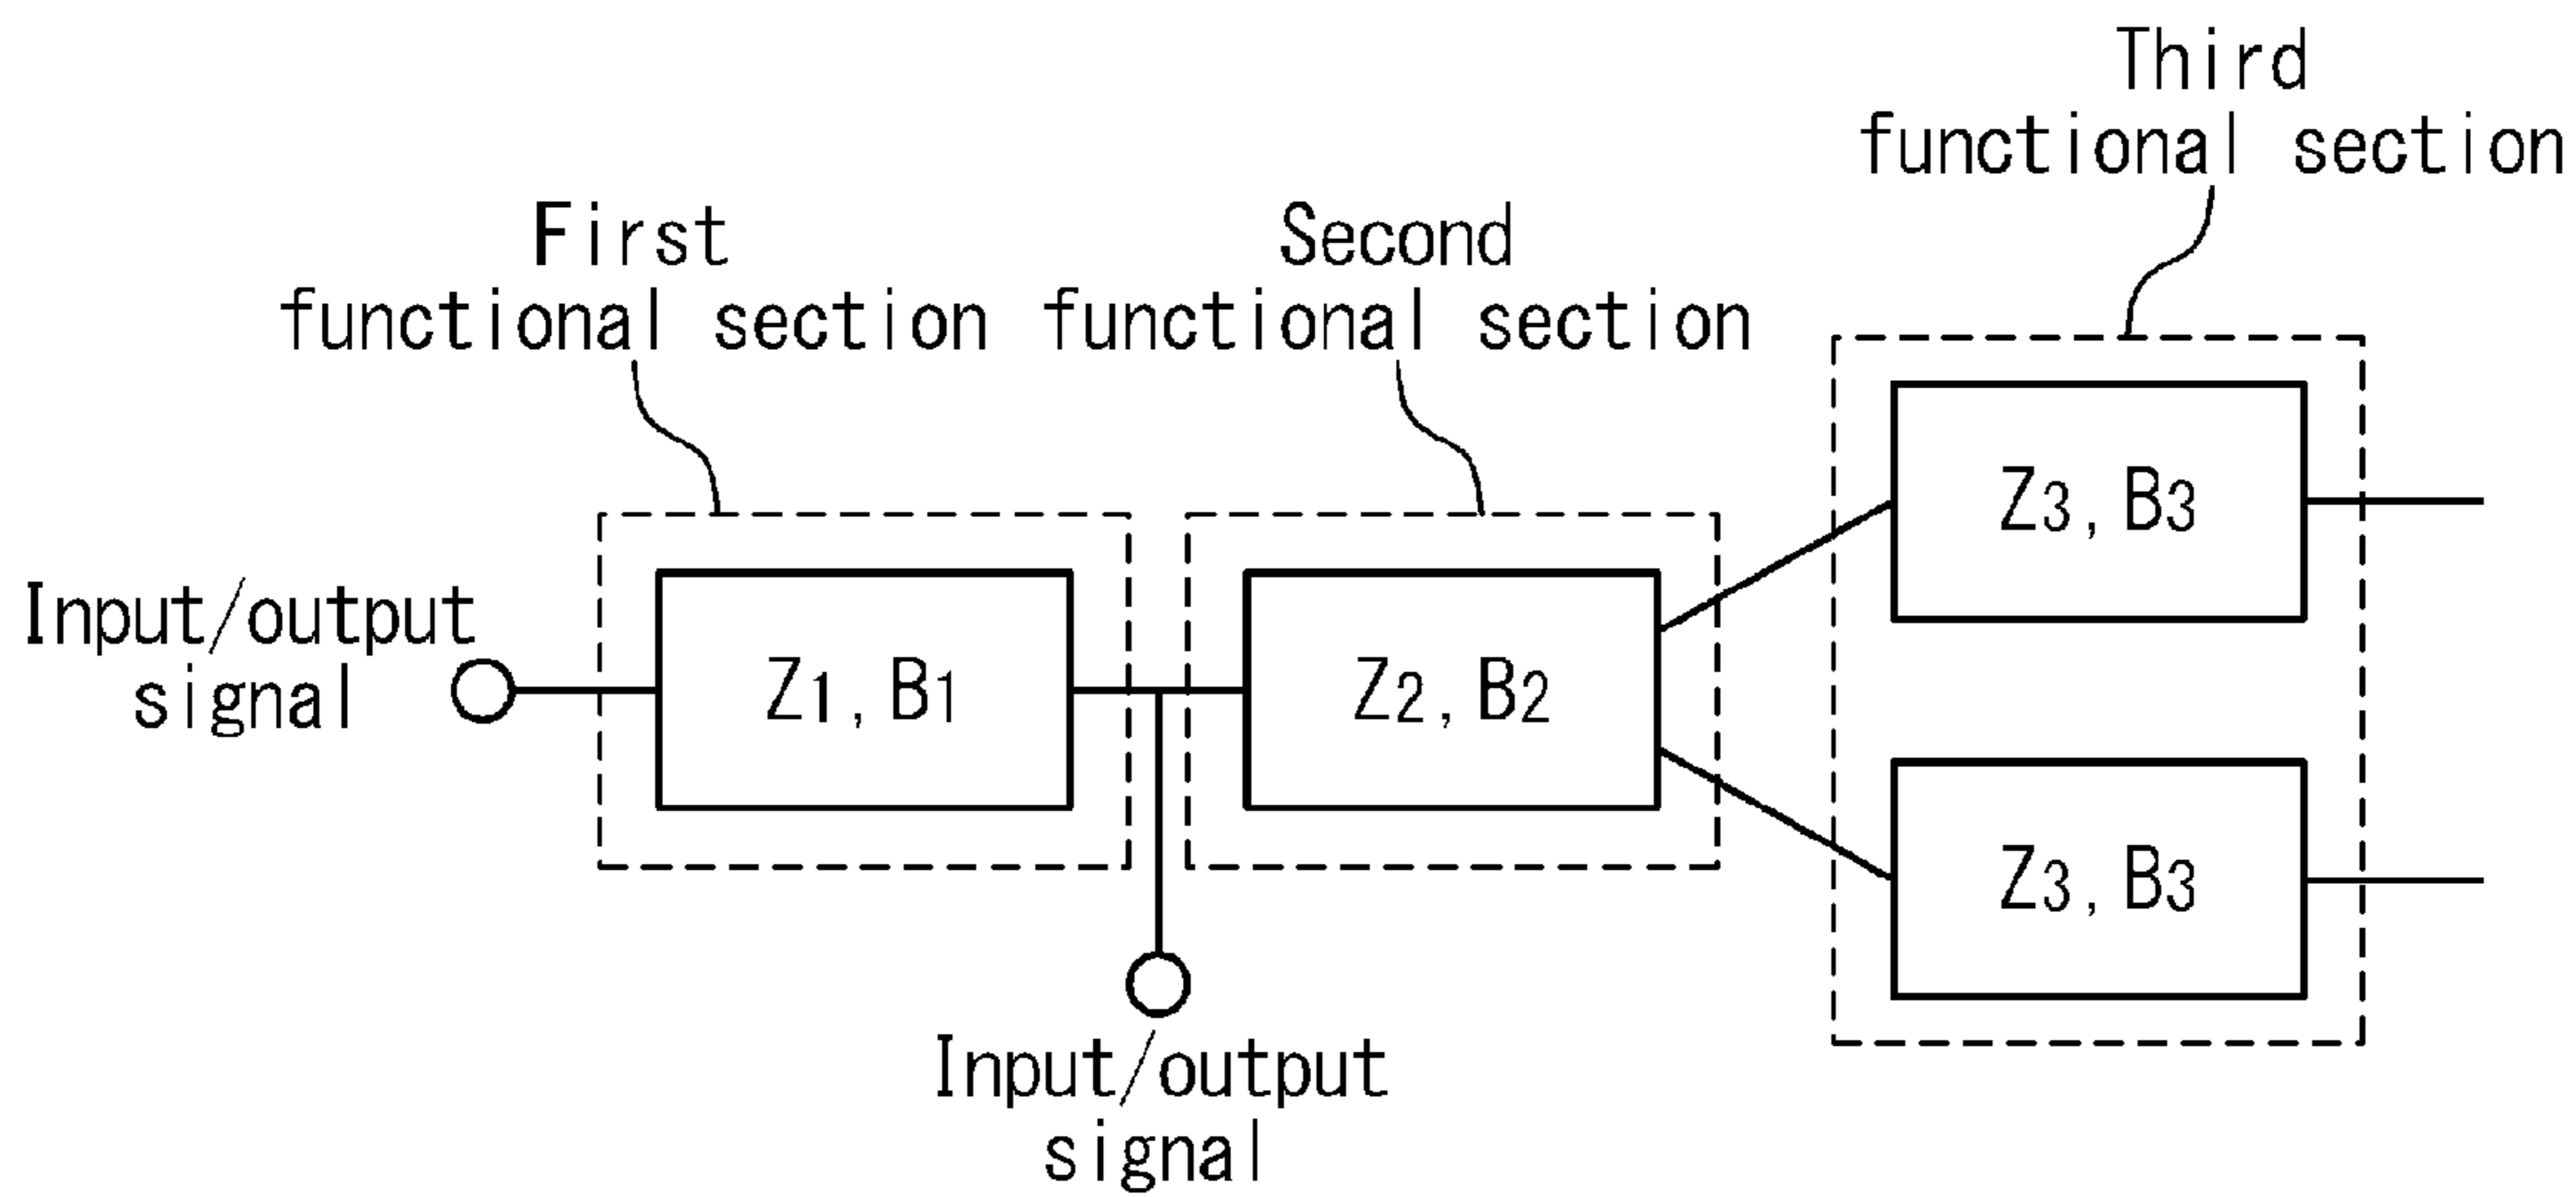 Third
functional section
First
functional section
Second
functional section
Input/output
signal
Z1, B1
Z2, B2
Z3, B3
Z3, B3
Input/output
signal